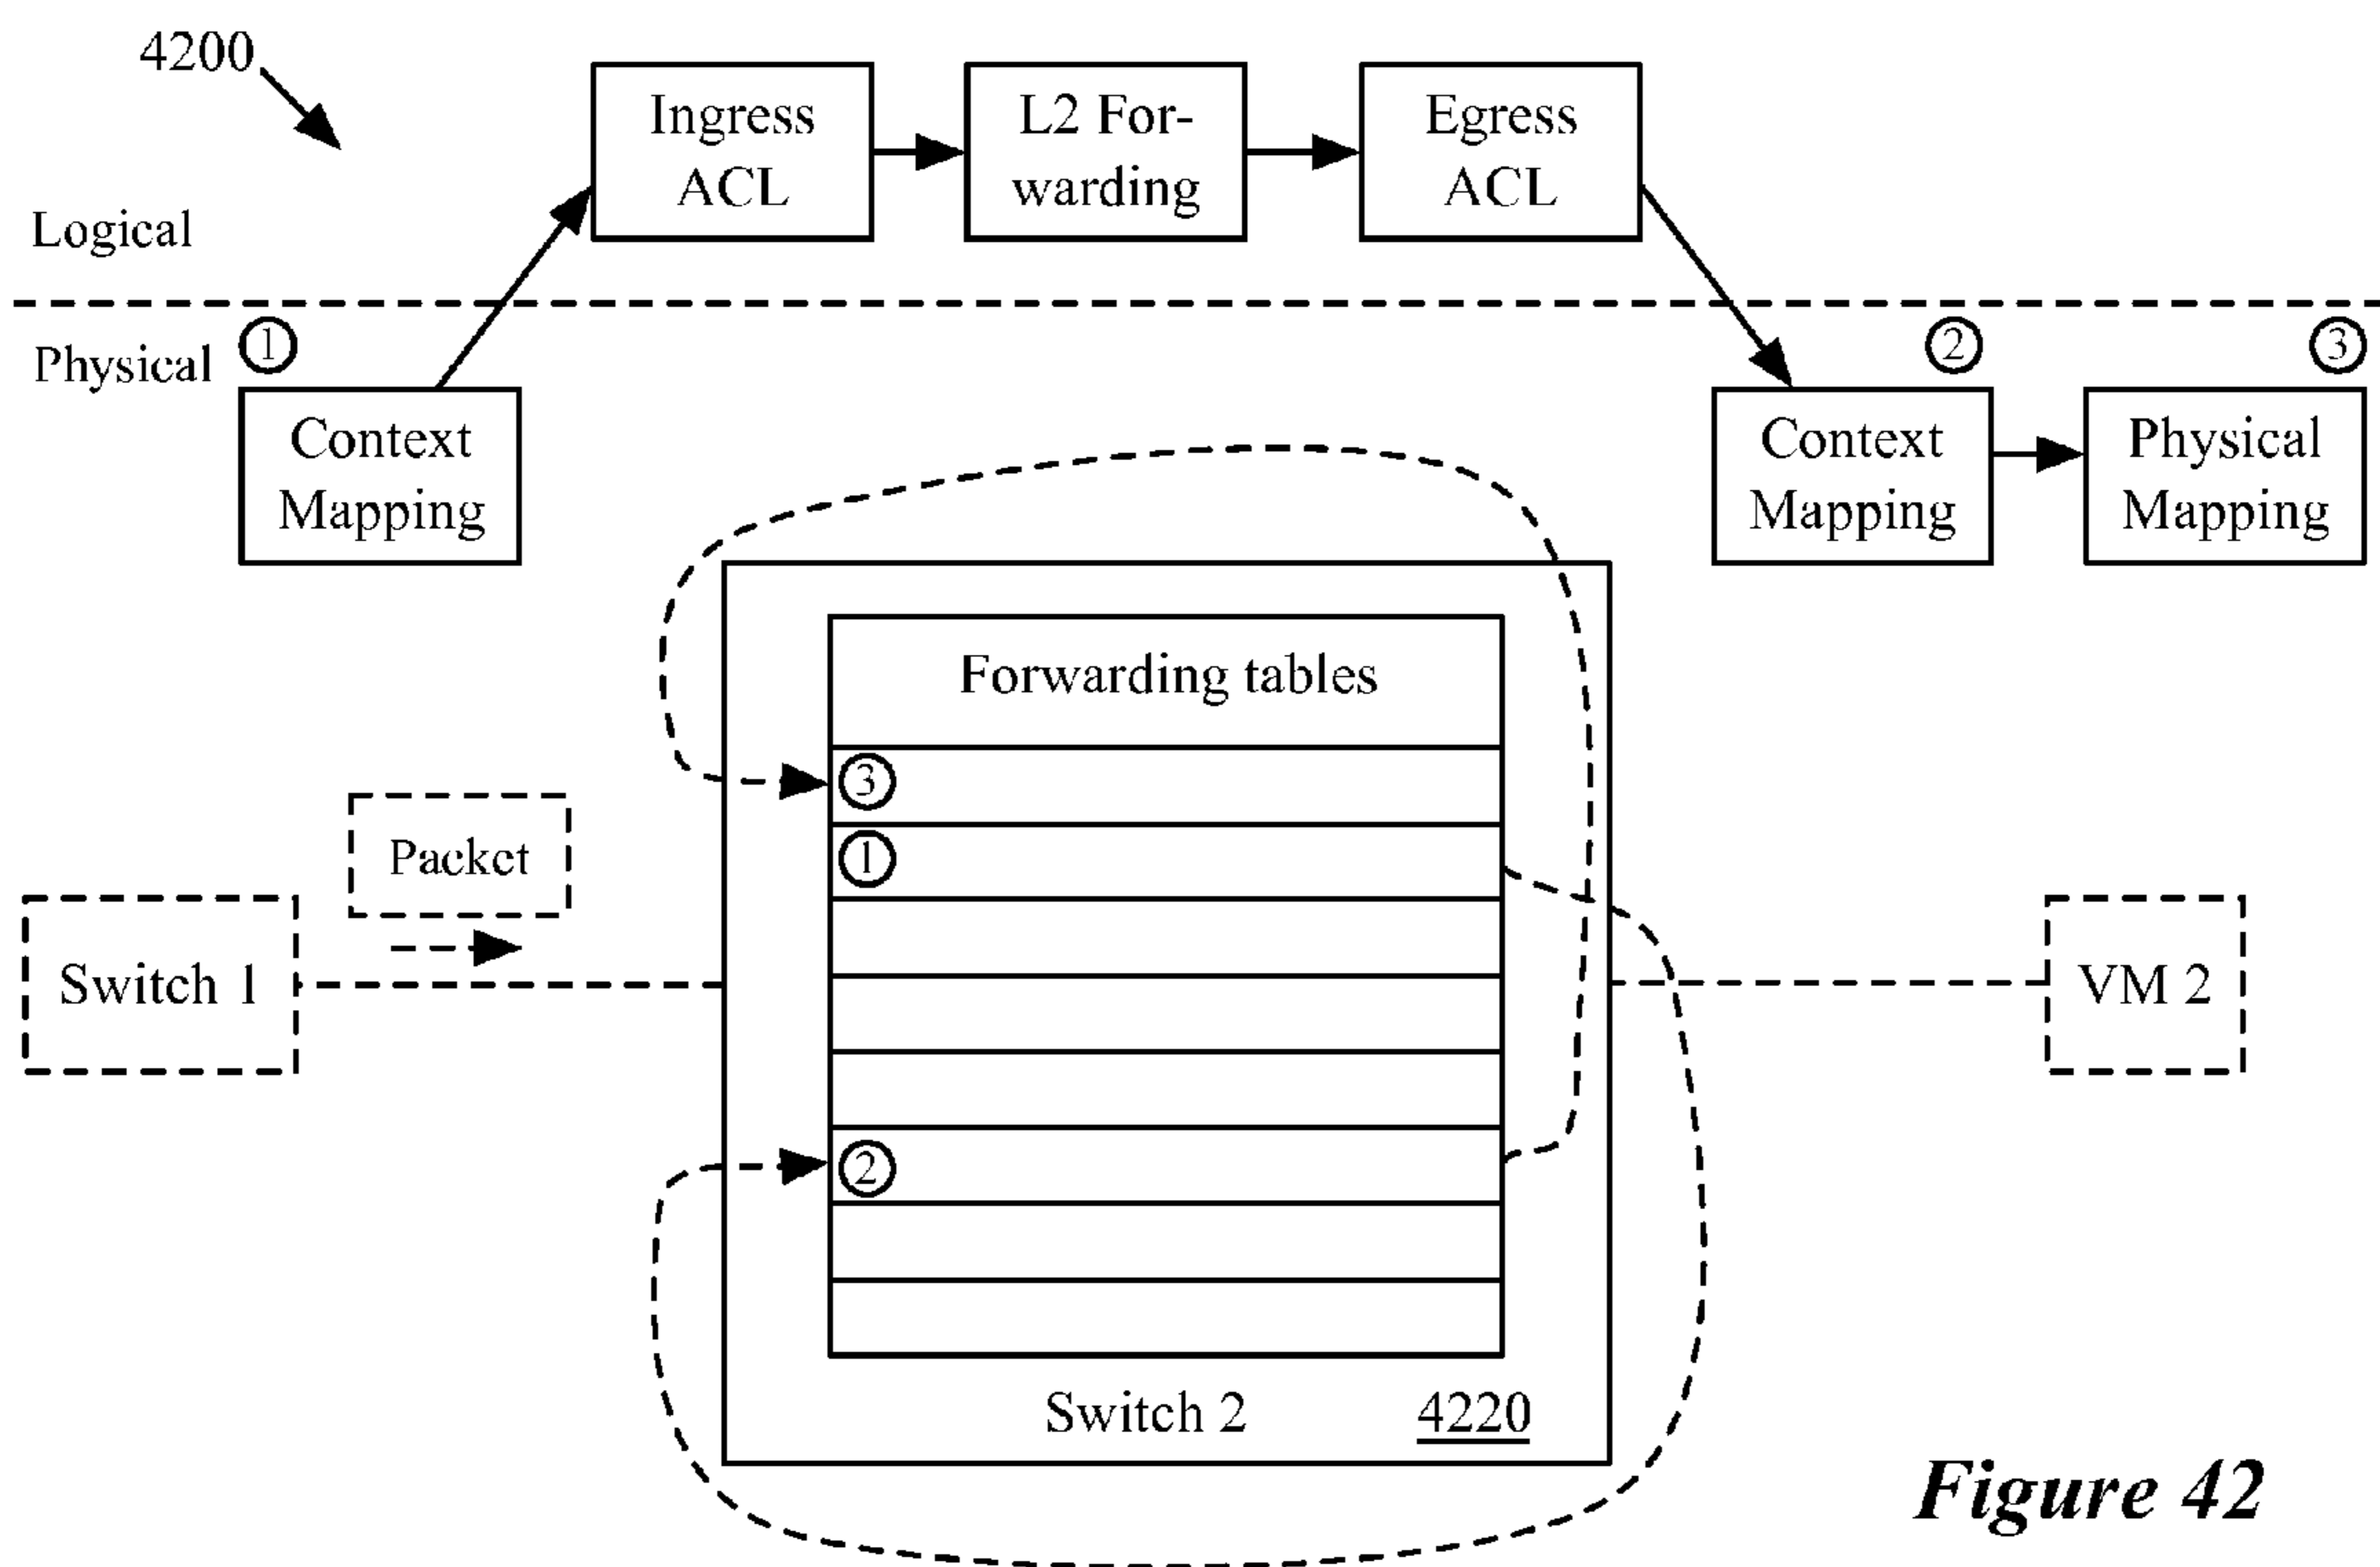 4200
Ingress
ACL
L2 For-
warding
Egress
ACL
Logical
Physical
1
2
3
Context
Mapping
Context
Mapping
Physical
Mapping
Forwarding tables
3
1
2
Packet
Switch 1
VM 2
Switch 2
4220
Figure 42